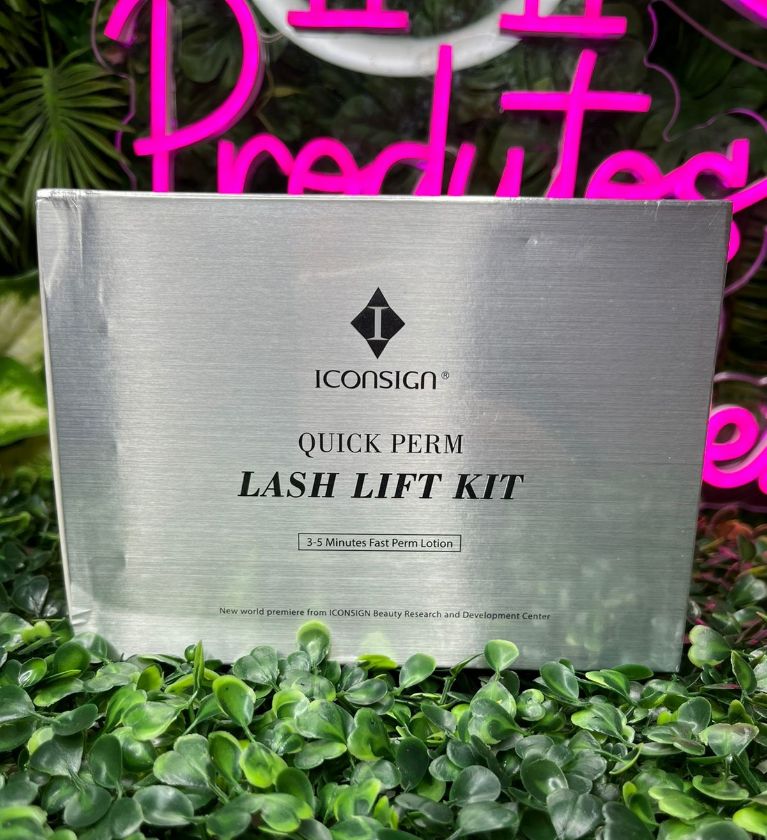 Produtos
I
ICONSIGN®
QUICK PERM
LASH LIFT KIT
3-5 Minutes Fast Perm Lotion
New world premiere from ICONSIGN Beauty Research and Development Center